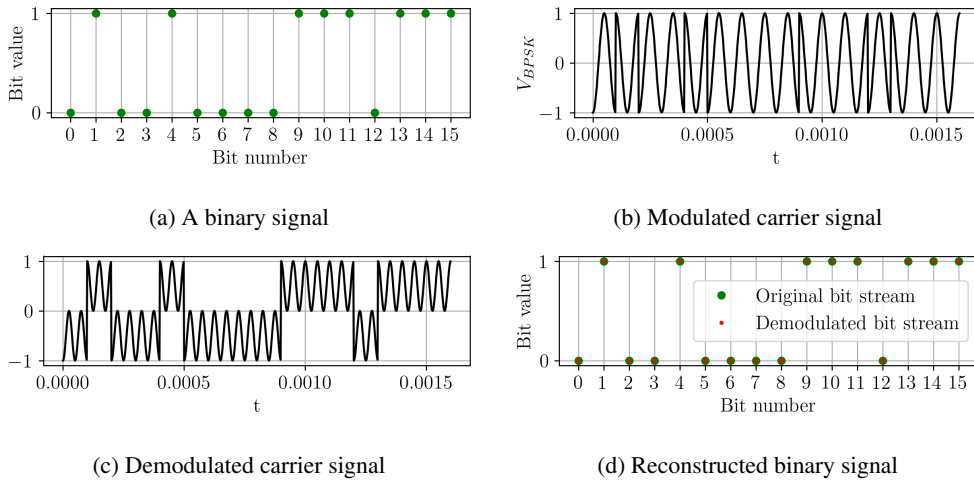 1
0
Bit value
0 1 2 3 4 5 6 7 8 9 10 11 12 13 14 15
Bit number
(a) A binary signal
1
0
−1
V_BPSK
0.0000 0.0005 0.0010 0.0015
t
(b) Modulated carrier signal
1
0
−1
0.0000 0.0005 0.0010 0.0015
t
(c) Demodulated carrier signal
1
0
Bit value
Original bit stream
Demodulated bit stream
0 1 2 3 4 5 6 7 8 9 10 11 12 13 14 15
Bit number
(d) Reconstructed binary signal